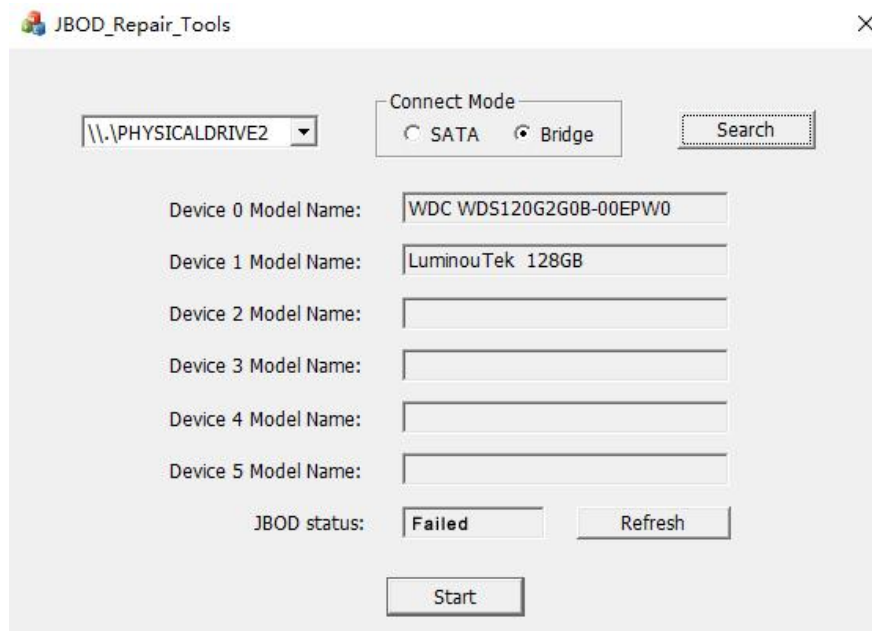 JBOD_Repair_Tools
Connect Mode
\\.\PHYSICALDRIVE2 SATA Bridge Search
Device 0 Model Name: WDC WDS120G2G0B-00EPW0
Device 1 Model Name: LuminouTek 128GB
Device 2 Model Name:
Device 3 Model Name:
Device 4 Model Name:
Device 5 Model Name:
JBOD status: Failed Refresh
Start